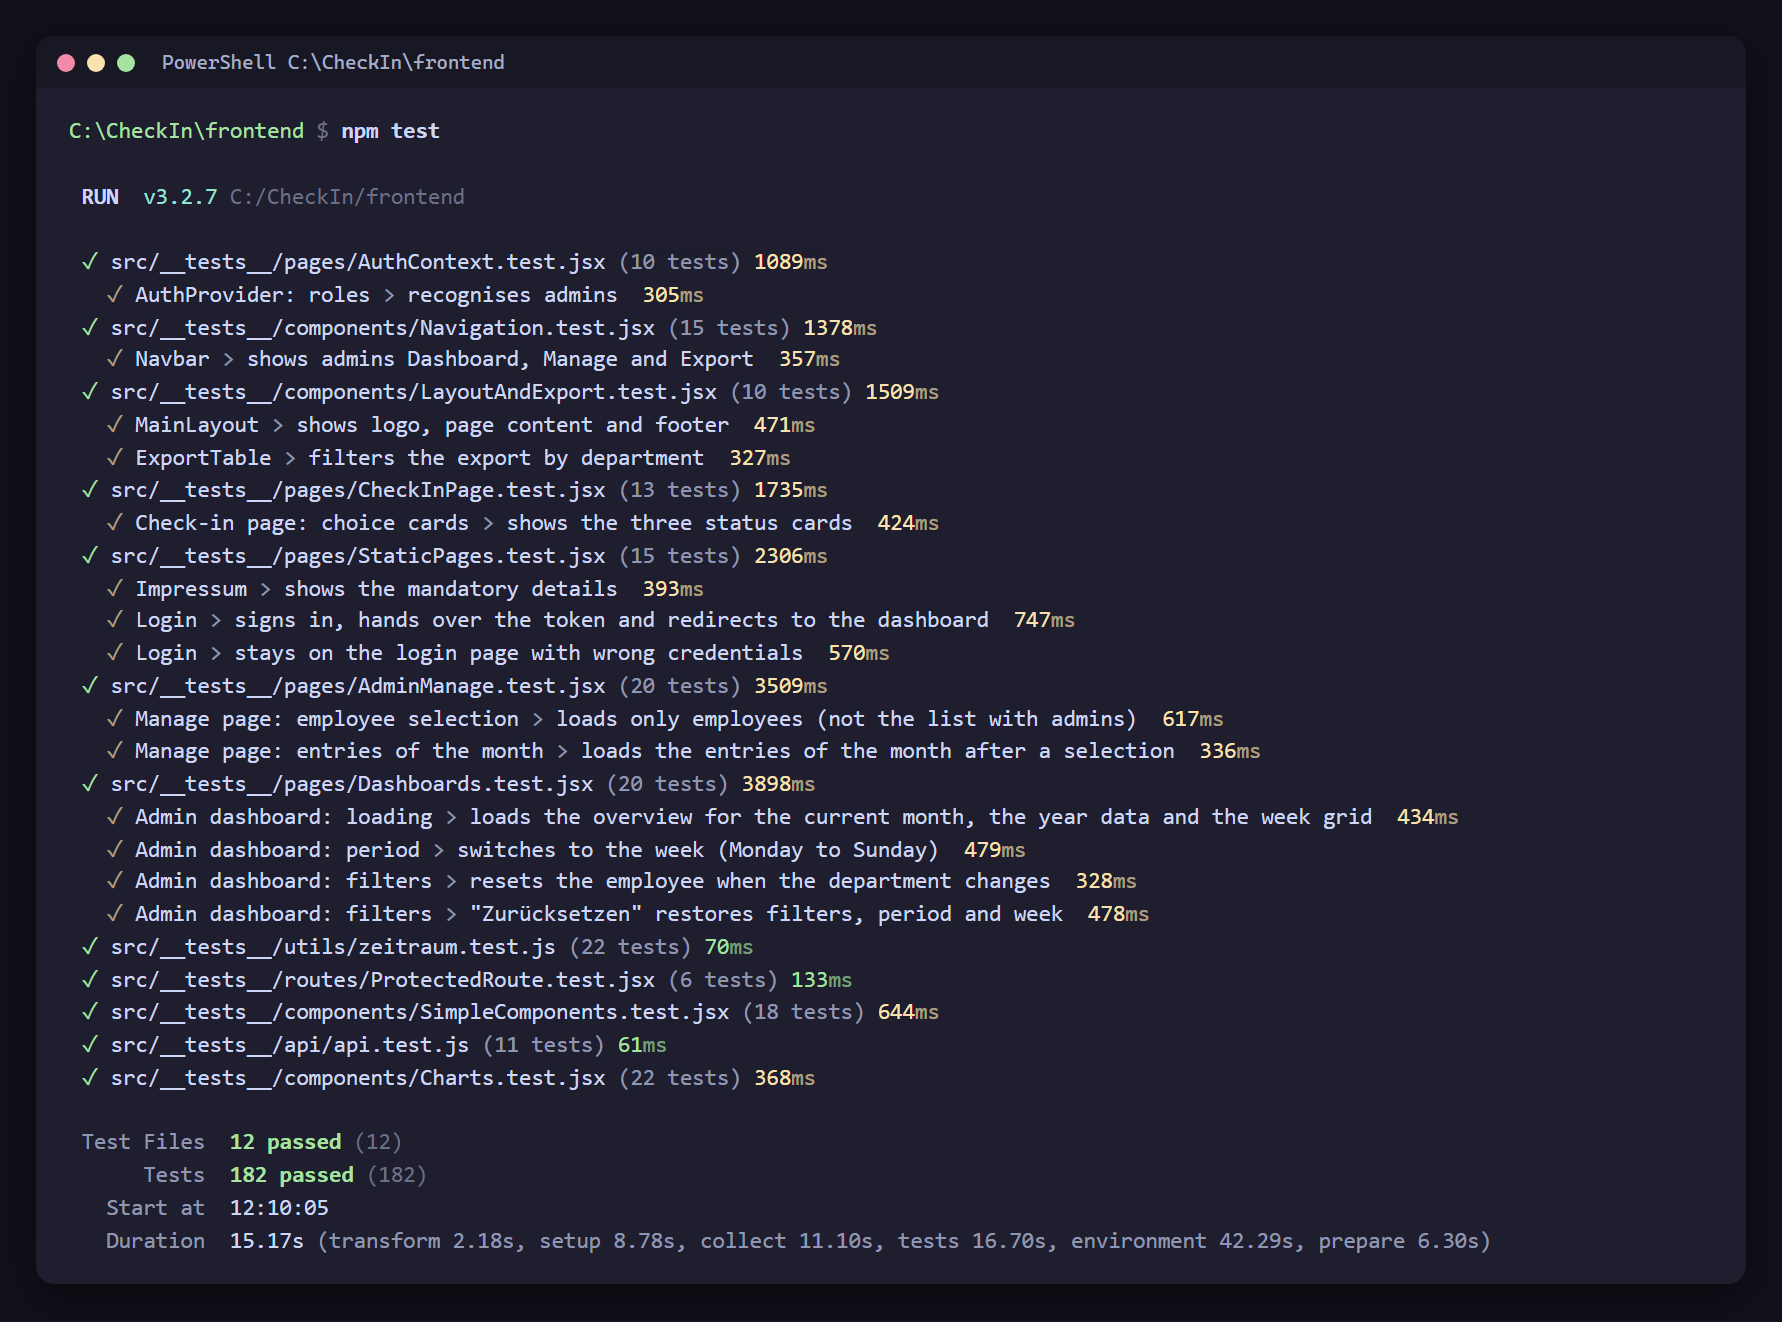 PowerShell C:\CheckIn\frontend
C:\CheckIn\frontend $ npm test
RUN  v3.2.7 C:/CheckIn/frontend
✓ src/__tests__/pages/AuthContext.test.jsx (10 tests) 1089ms
✓ AuthProvider: roles > recognises admins  305ms
✓ src/__tests__/components/Navigation.test.jsx (15 tests) 1378ms
✓ Navbar > shows admins Dashboard, Manage and Export  357ms
✓ src/__tests__/components/LayoutAndExport.test.jsx (10 tests) 1509ms
✓ MainLayout > shows logo, page content and footer  471ms
✓ ExportTable > filters the export by department  327ms
✓ src/__tests__/pages/CheckInPage.test.jsx (13 tests) 1735ms
✓ Check-in page: choice cards > shows the three status cards  424ms
✓ src/__tests__/pages/StaticPages.test.jsx (15 tests) 2306ms
✓ Impressum > shows the mandatory details  393ms
✓ Login > signs in, hands over the token and redirects to the dashboard  747ms
✓ Login > stays on the login page with wrong credentials  570ms
✓ src/__tests__/pages/AdminManage.test.jsx (20 tests) 3509ms
✓ Manage page: employee selection > loads only employees (not the list with admins)  617ms
✓ Manage page: entries of the month > loads the entries of the month after a selection  336ms
✓ src/__tests__/pages/Dashboards.test.jsx (20 tests) 3898ms
✓ Admin dashboard: loading > loads the overview for the current month, the year data and the week grid  434ms
✓ Admin dashboard: period > switches to the week (Monday to Sunday)  479ms
✓ Admin dashboard: filters > resets the employee when the department changes  328ms
✓ Admin dashboard: filters > "Zurücksetzen" restores filters, period and week  478ms
✓ src/__tests__/utils/zeitraum.test.js (22 tests) 70ms
✓ src/__tests__/routes/ProtectedRoute.test.jsx (6 tests) 133ms
✓ src/__tests__/components/SimpleComponents.test.jsx (18 tests) 644ms
✓ src/__tests__/api/api.test.js (11 tests) 61ms
✓ src/__tests__/components/Charts.test.jsx (22 tests) 368ms
Test Files  12 passed (12)
Tests  182 passed (182)
Start at  12:10:05
Duration  15.17s (transform 2.18s, setup 8.78s, collect 11.10s, tests 16.70s, environment 42.29s, prepare 6.30s)